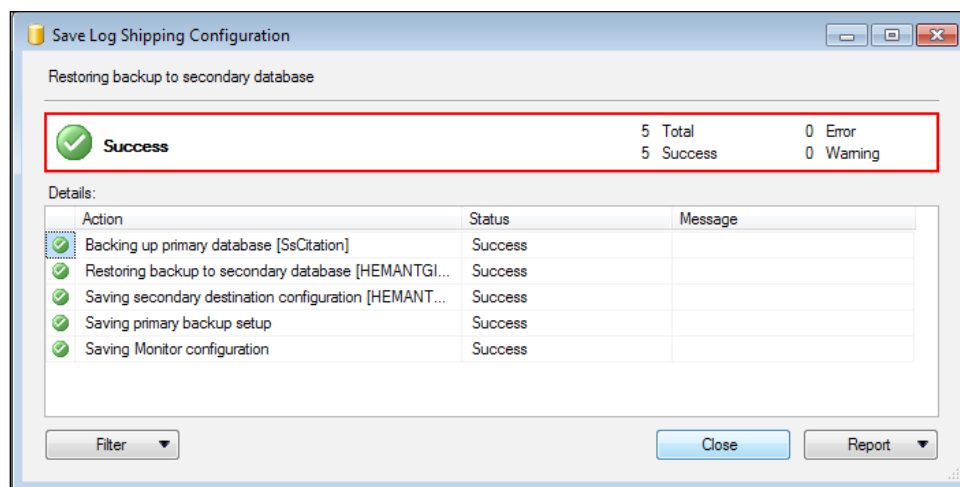 Save Log Shipping Configuration
Restoring backup to secondary database
Success 5 Total 0 Error
5 Success 0 Warning
Details:
Action Status Message
Backing up primary database [SsCitation] Success
Restoring backup to secondary database [HEMANTGI... Success
Saving secondary destination configuration [HEMANT... Success
Saving primary backup setup Success
Saving Monitor configuration Success
Filter Close Report